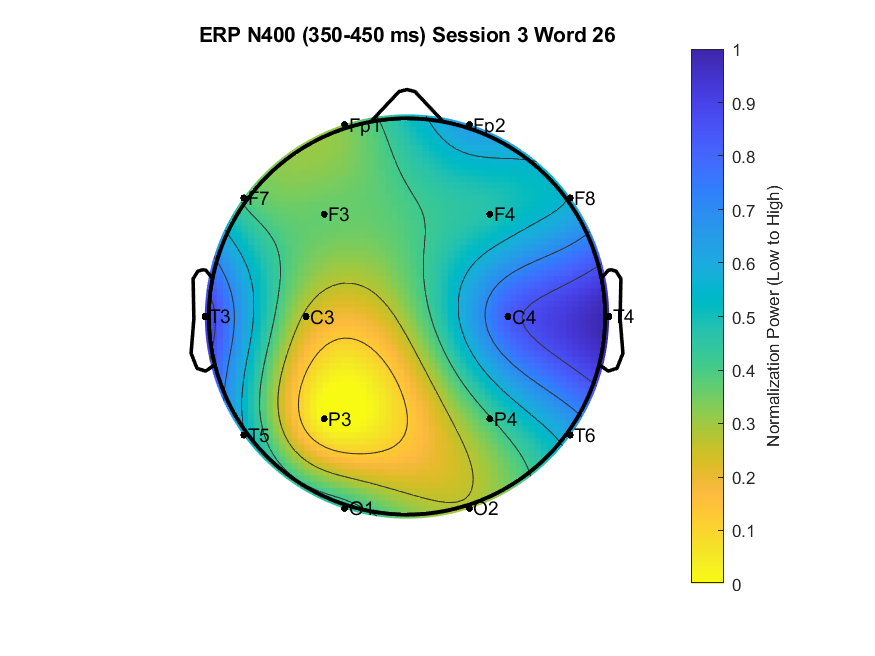 ERP N400 (350-450 ms) Session 3 Word 26
Fp1 Fp2
F7 F3 F4 F8
T3 C3 C4 T4
P3 P4
T5 T6
O1 O2
1
0.9
0.8
0.7
0.6
0.5
0.4
0.3
0.2
0.1
0
Normalization Power (Low to High)